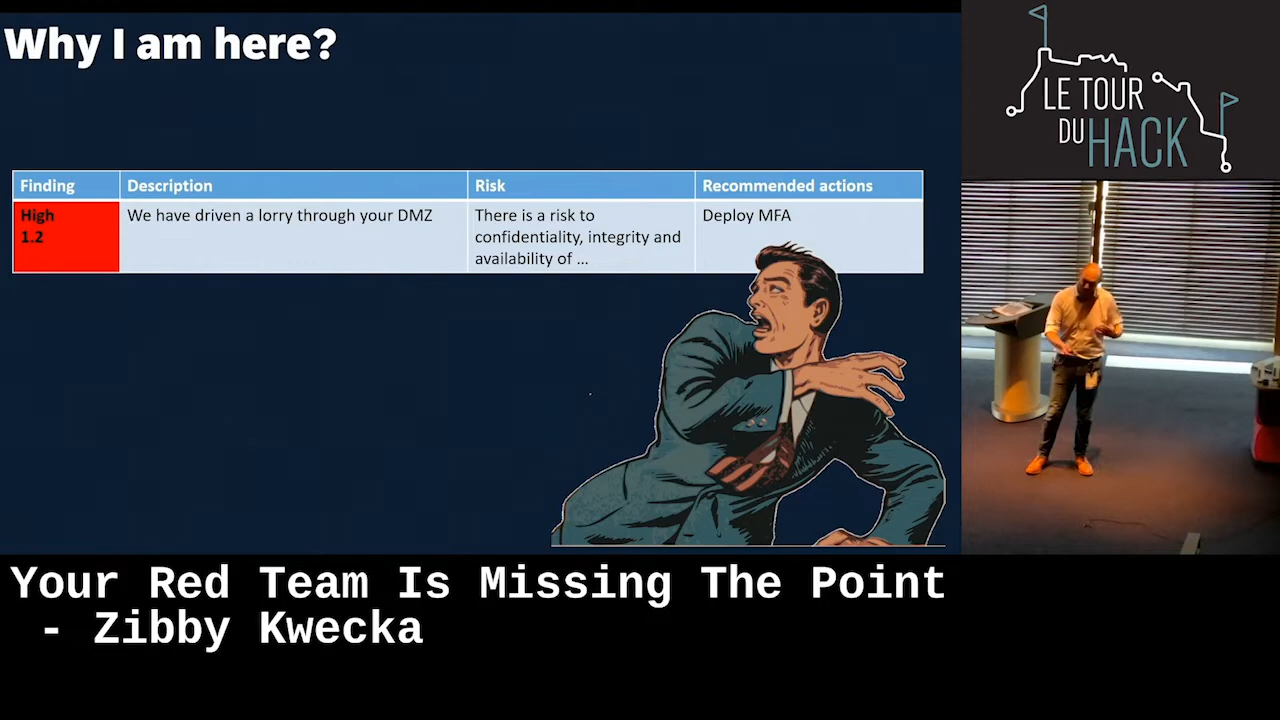 Why I am here?
Finding Description Risk Recommended actions
High
1.2
We have driven a lorry through your DMZ
There is a risk to
confidentiality, integrity and
availability of ...
Deploy MFA
LE TOUR
DU HACK
Your Red Team Is Missing The Point
- Zibby Kwecka